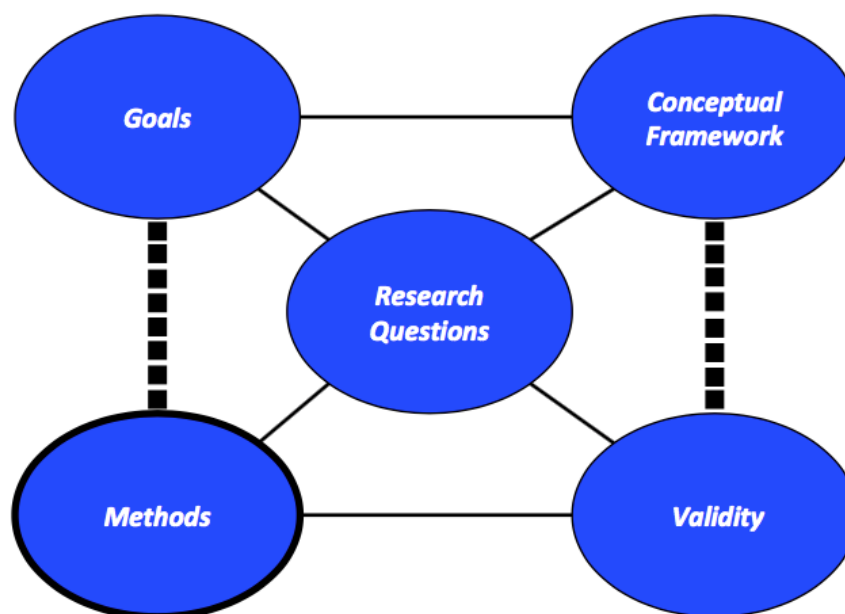 Goals
Conceptual
Framework
Research
Questions
Methods
Validity